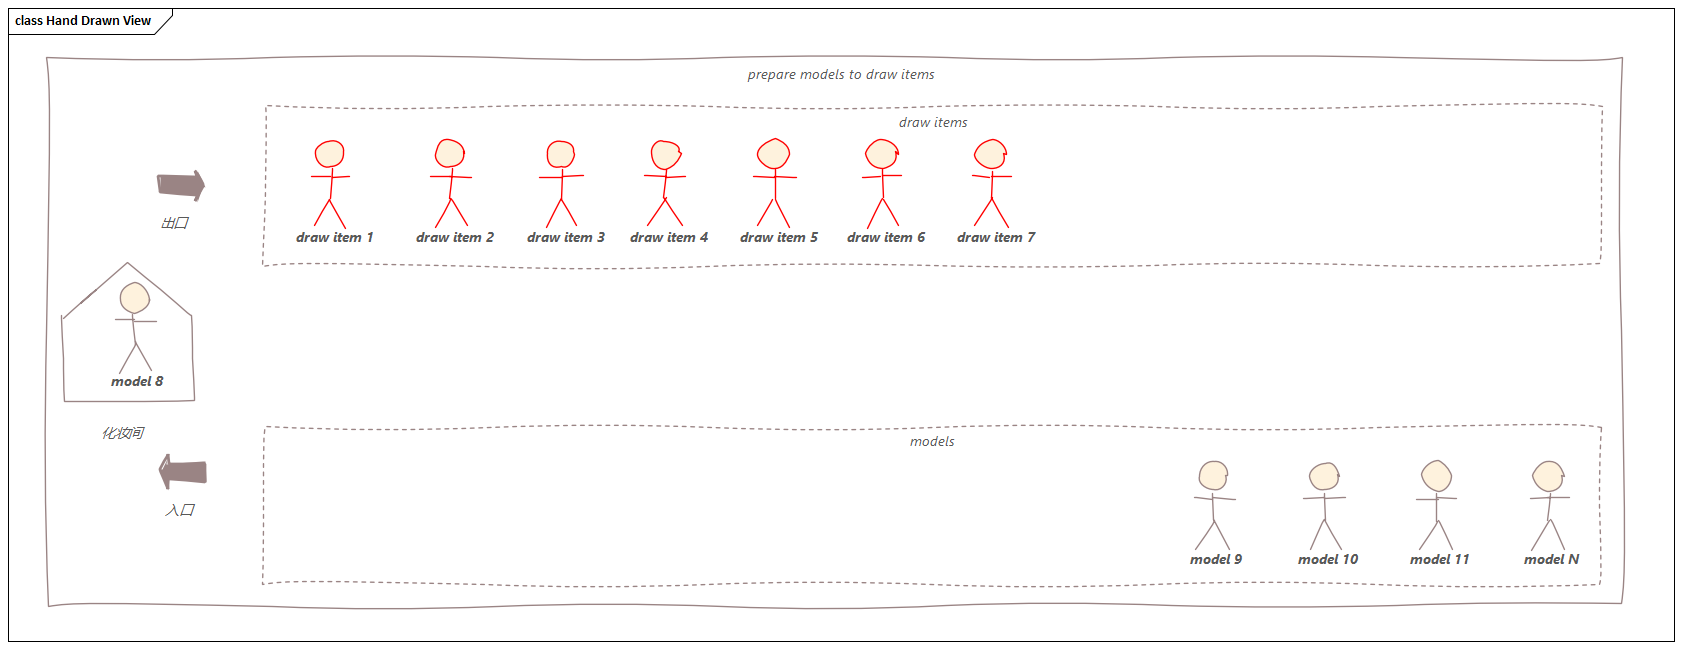 class Hand Drawn View
prepare models to draw items
draw items
draw item 1
draw item 2
draw item 3
draw item 4
draw item 5
draw item 6
draw item 7
出口
model 8
化妆间
models
入口
model 9
model 10
model 11
model N